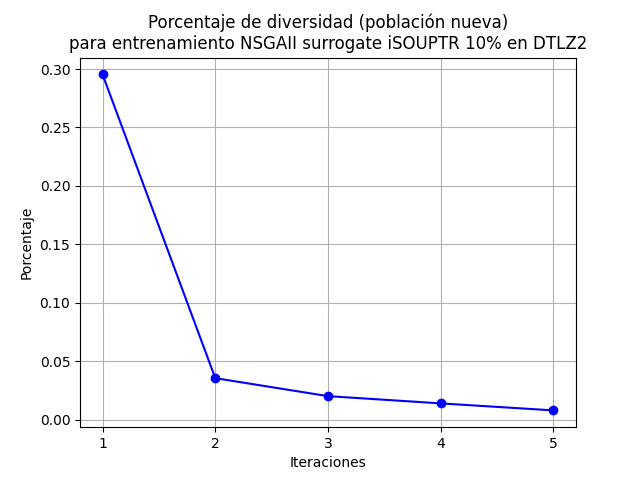 Porcentaje de diversidad (población nueva)
para entrenamiento NSGAII surrogate iSOUPTR 10% en DTLZ2
0.30
0.25
0.20
0.15
0.10
0.05
0.00
Porcentaje
1 2 3 4 5
Iteraciones